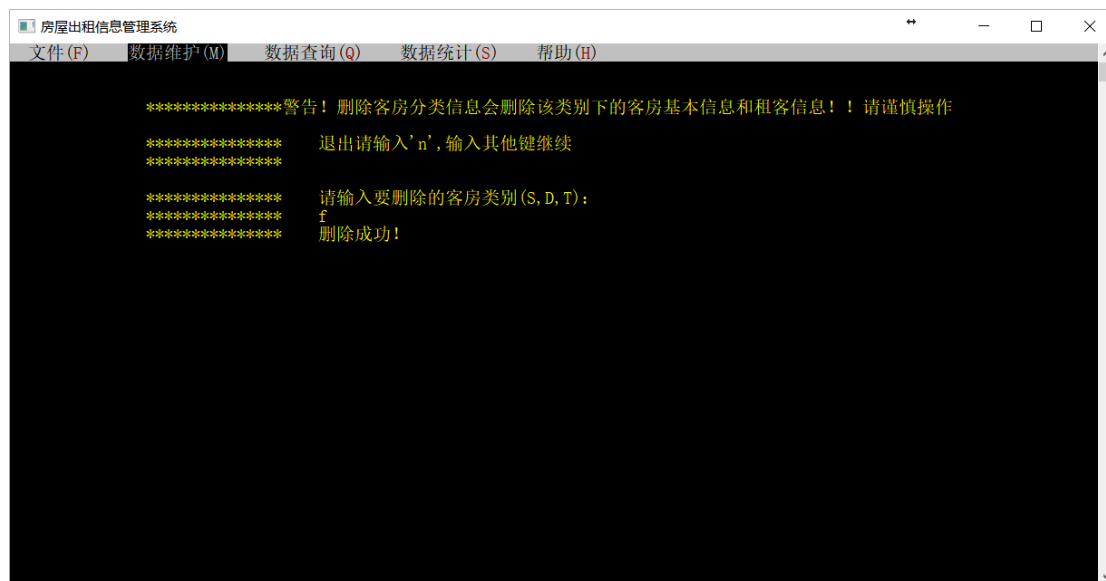 房屋出租信息管理系统
文件(F) 数据维护(M) 数据查询(Q) 数据统计(S) 帮助(H)
***************警告！删除客房分类信息会删除该类别下的客房基本信息和租客信息！！请谨慎操作
*************** 退出请输入'n',输入其他键继续
***************
*************** 请输入要删除的客房类别(S,D,T)：
*************** f
*************** 删除成功！